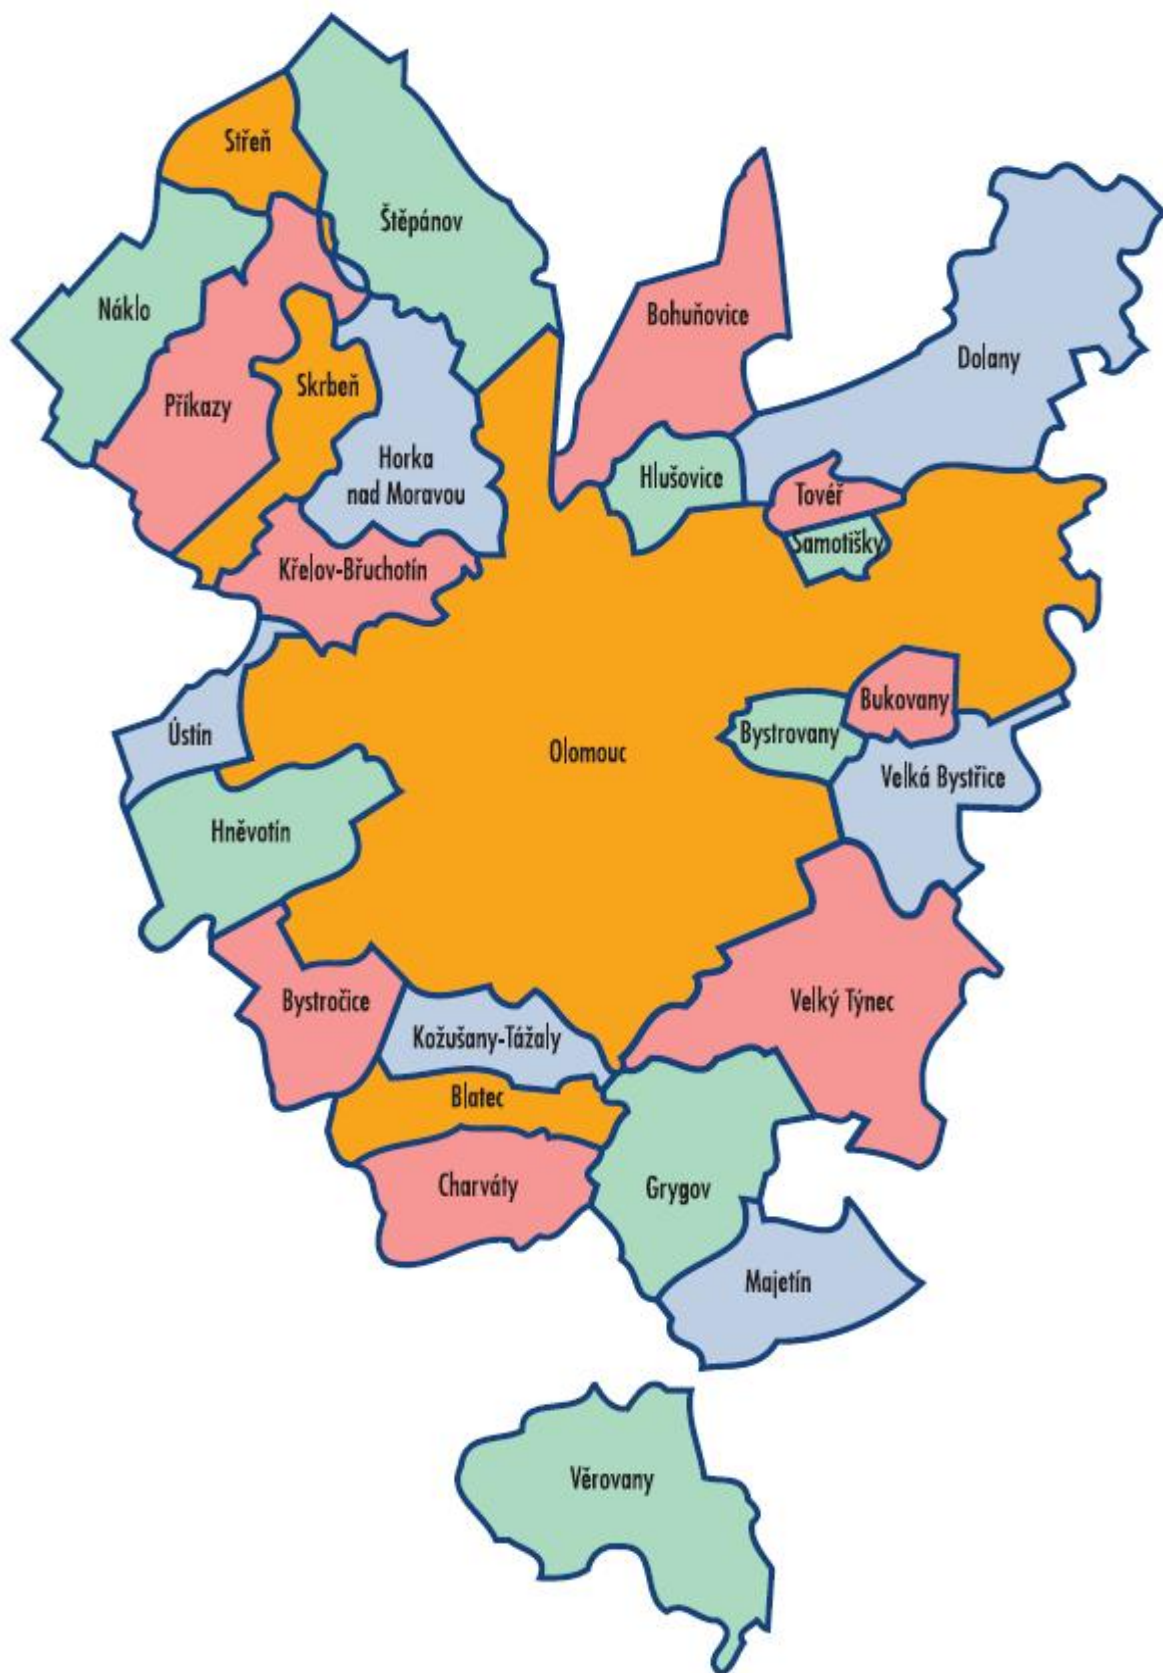 Střeň
Štěpánov
Náklo
Bohuňovice
Dolany
Skrbeň
Příkazy
Horka
nad Moravou
Hlušovice
Tovéř
Samotišky
Křelov-Břuchotín
Bukovany
Ústín
Bystrovany
Olomouc
Velká Bystřice
Hněvotín
Bystročice
Velký Týnec
Kožušany-Tážaly
Blatec
Charváty
Grygov
Majetín
Věrovany